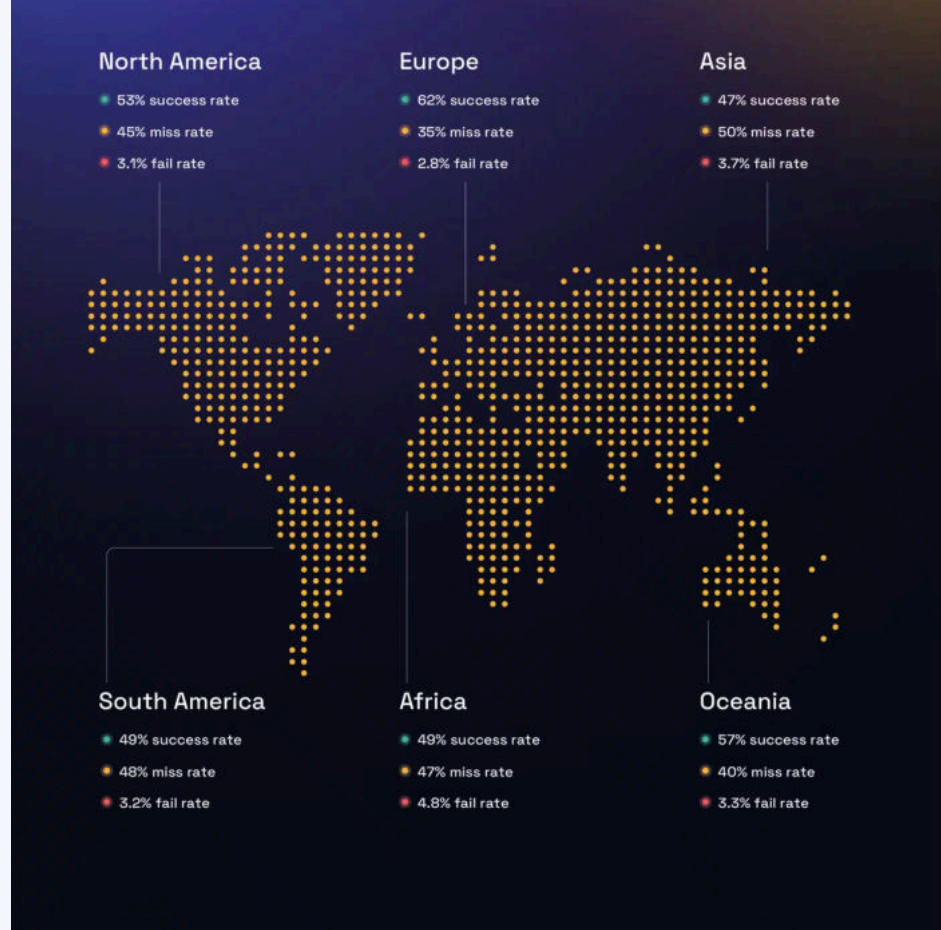 North America
53% success rate
45% miss rate
3.1% fail rate
Europe
62% success rate
35% miss rate
2.8% fail rate
Asia
47% success rate
50% miss rate
3.7% fail rate
South America
49% success rate
48% miss rate
3.2% fail rate
Africa
49% success rate
47% miss rate
4.8% fail rate
Oceania
57% success rate
40% miss rate
3.3% fail rate